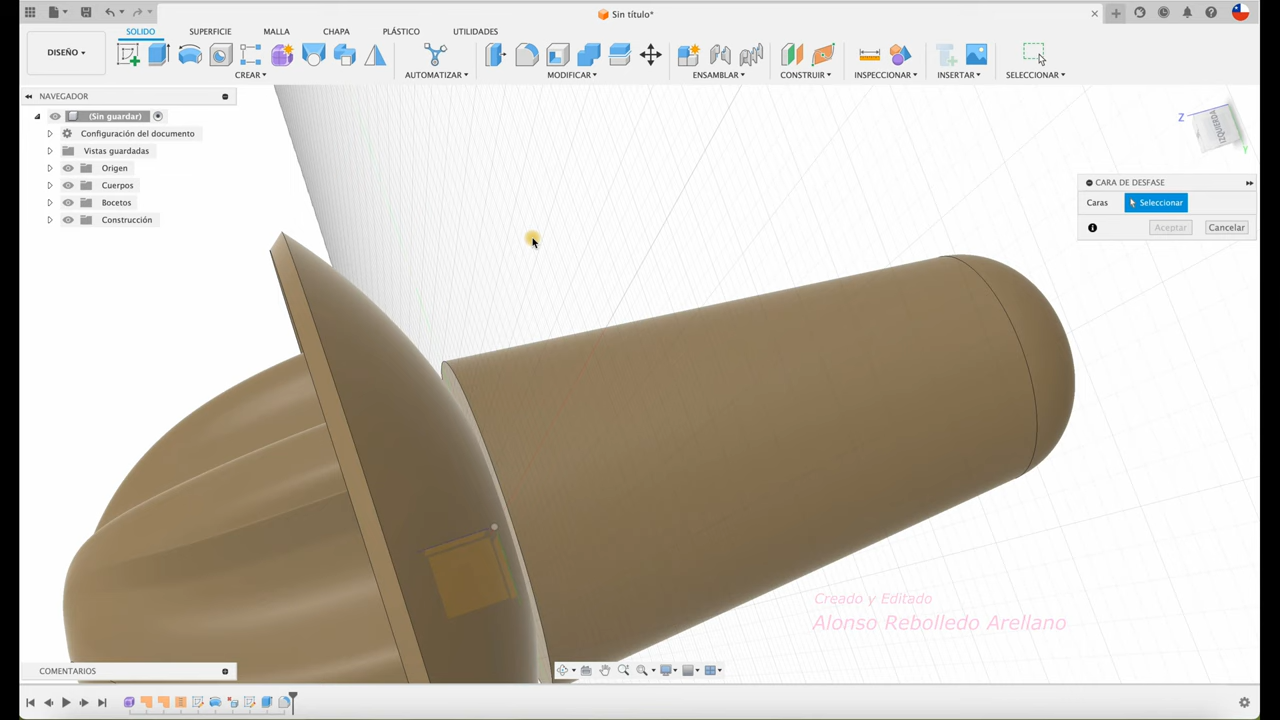 Sin título*
DISEÑO
SOLIDO
SUPERFICIE
MALLA
CHAPA
PLÁSTICO
UTILIDADES
CREAR
AUTOMATIZAR
MODIFICAR
ENSAMBLAR
CONSTRUIR
INSPECCIONAR
INSERTAR
SELECCIONAR
NAVEGADOR
(Sin guardar)
Configuración del documento
Vistas guardadas
Origen
Cuerpos
Bocetos
Construcción
Z
IZQUIERDA
Y
CARA DE DESFASE
Caras
Seleccionar
Aceptar
Cancelar
Creado y Editado
Alonso Rebolledo Arellano
COMENTARIOS